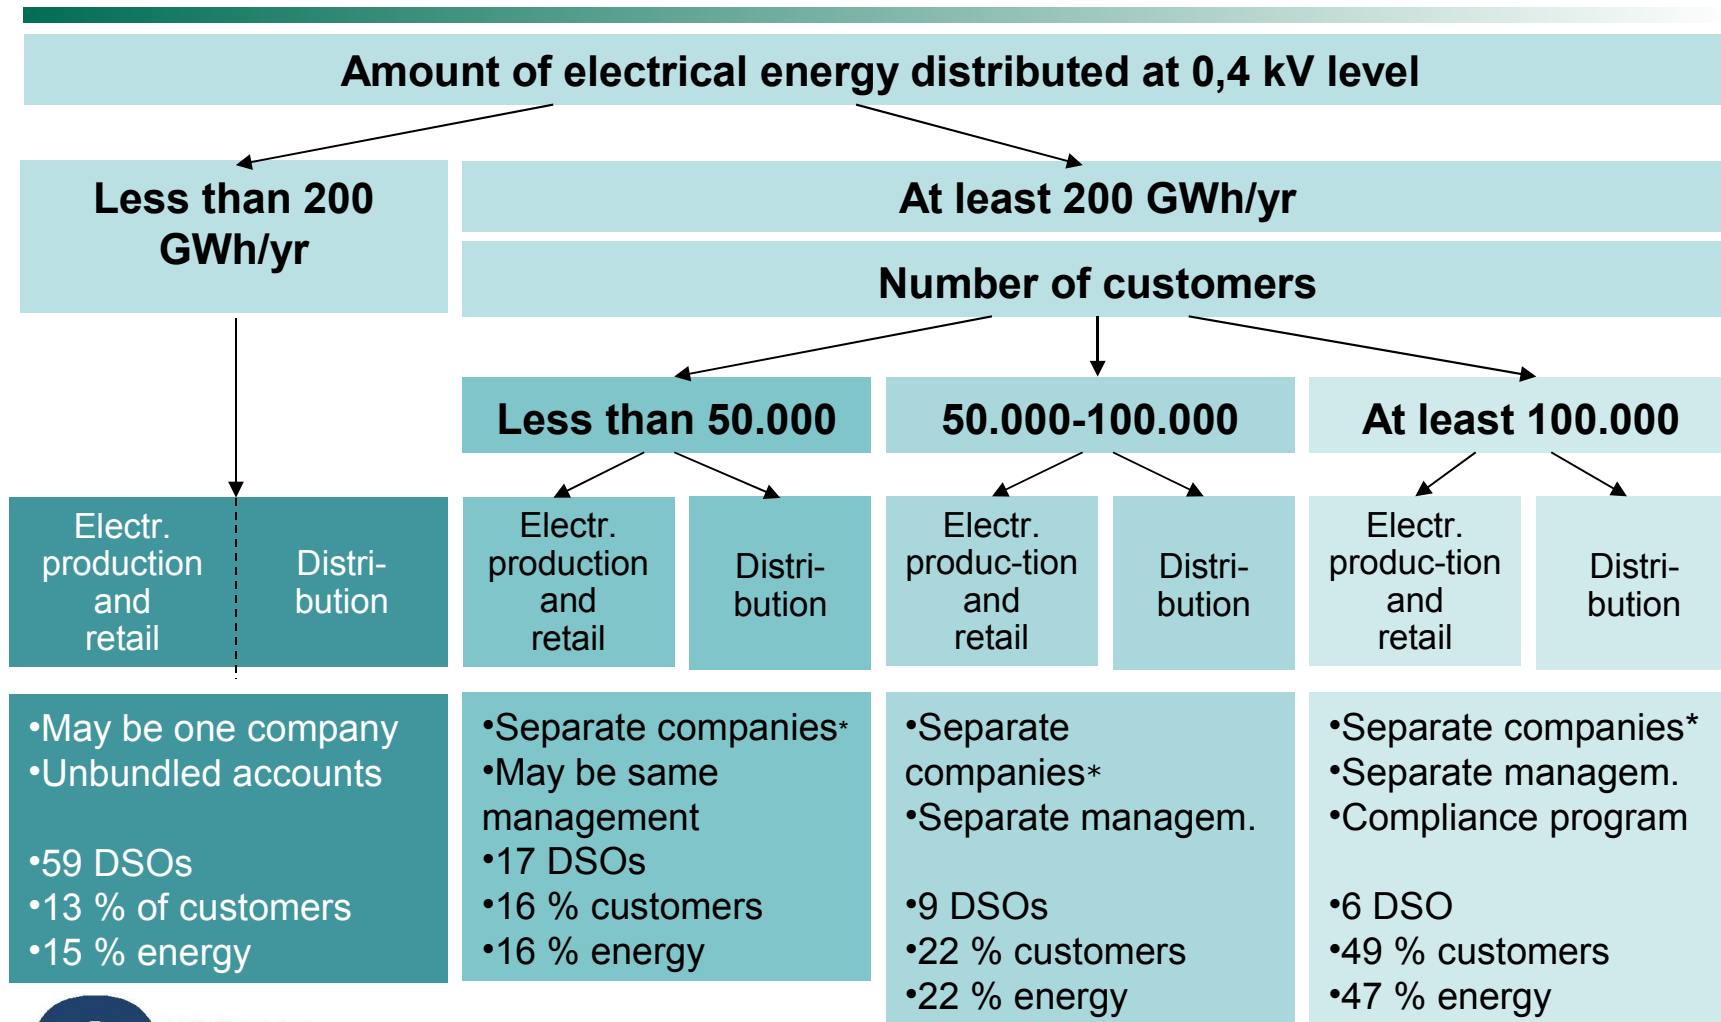 Amount of electrical energy distributed at 0,4 kV level
Less than 200
GWh/yr
At least 200 GWh/yr
Number of customers
Less than 50.000
50.000-100.000
At least 100.000
Electr.
production
and
retail
Distri-
bution
Electr.
production
and
retail
Distri-
bution
Electr.
produc-tion
and
retail
Distri-
bution
Electr.
produc-tion
and
retail
Distri-
bution
•May be one company
•Unbundled accounts
•59 DSOs
•13 % of customers
•15 % energy
•Separate companies*
•May be same
management
•17 DSOs
•16 % customers
•16 % energy
•Separate
companies*
•Separate managem.
•9 DSOs
•22 % customers
•22 % energy
•Separate companies*
•Separate managem.
•Compliance program
•6 DSO
•49 % customers
•47 % energy